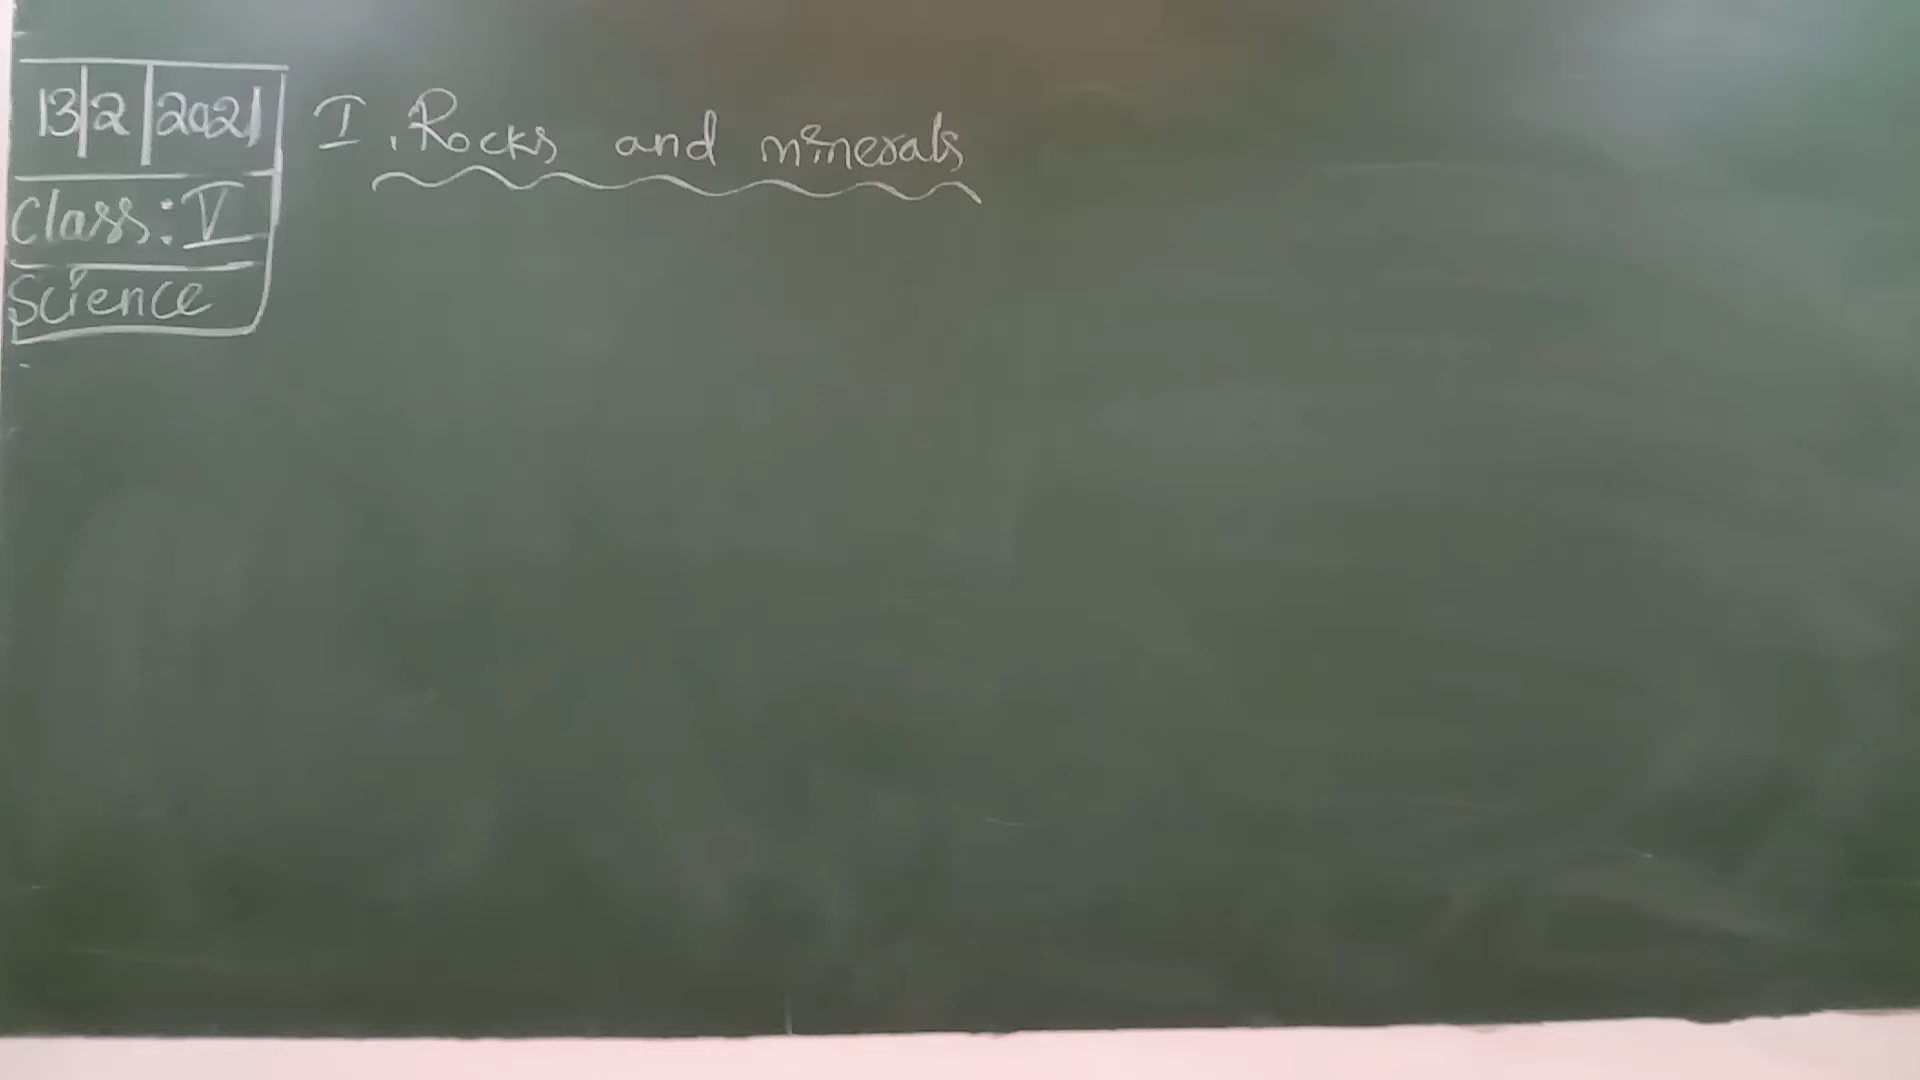 13|2|2021
Class: V
Science
I. Rocks and minerals